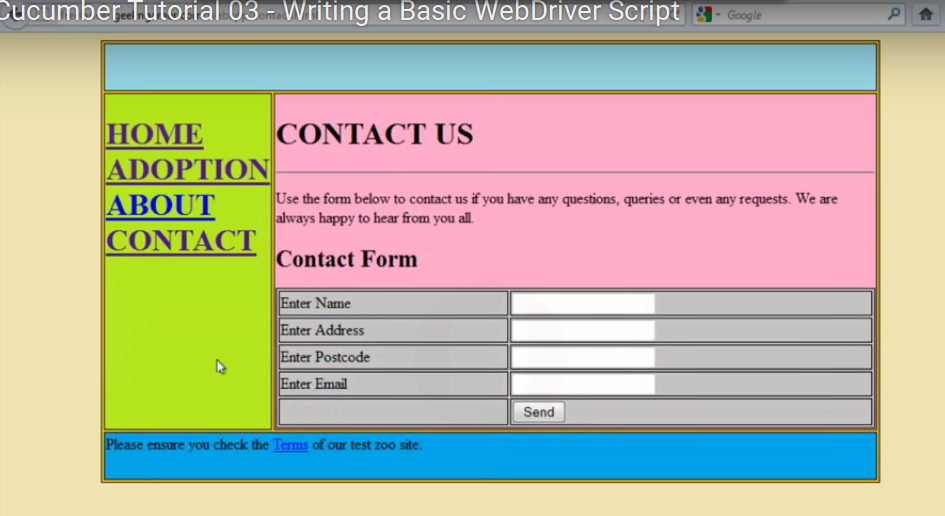 Cucumber Tutorial 03 - Writing a Basic WebDriver Script
Google
HOME
ADOPTION
ABOUT
CONTACT
CONTACT US
Use the form below to contact us if you have any questions, queries or even any requests. We are
always happy to hear from you all.
Contact Form
Enter Name
Enter Address
Enter Postcode
Enter Email
Send
Please ensure you check the Terms of our test zoo site.